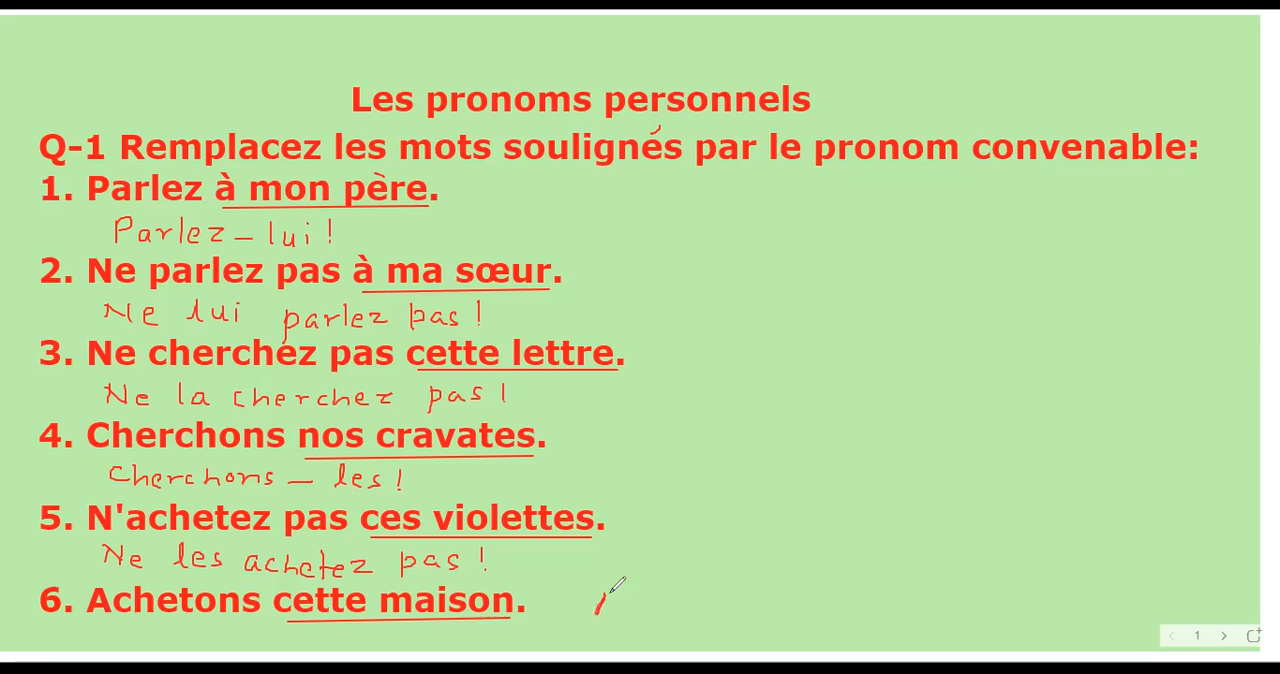 Les pronoms personnels
Q-1 Remplacez les mots soulignés par le pronom convenable:
1. Parlez à mon père.
Parlez-lui!
2. Ne parlez pas à ma sœur.
Ne lui parlez pas!
3. Ne cherchez pas cette lettre.
Ne la cherchez pas!
4. Cherchons nos cravates.
Cherchons-les!
5. N'achetez pas ces violettes.
Ne les achetez pas!
6. Achetons cette maison.
1